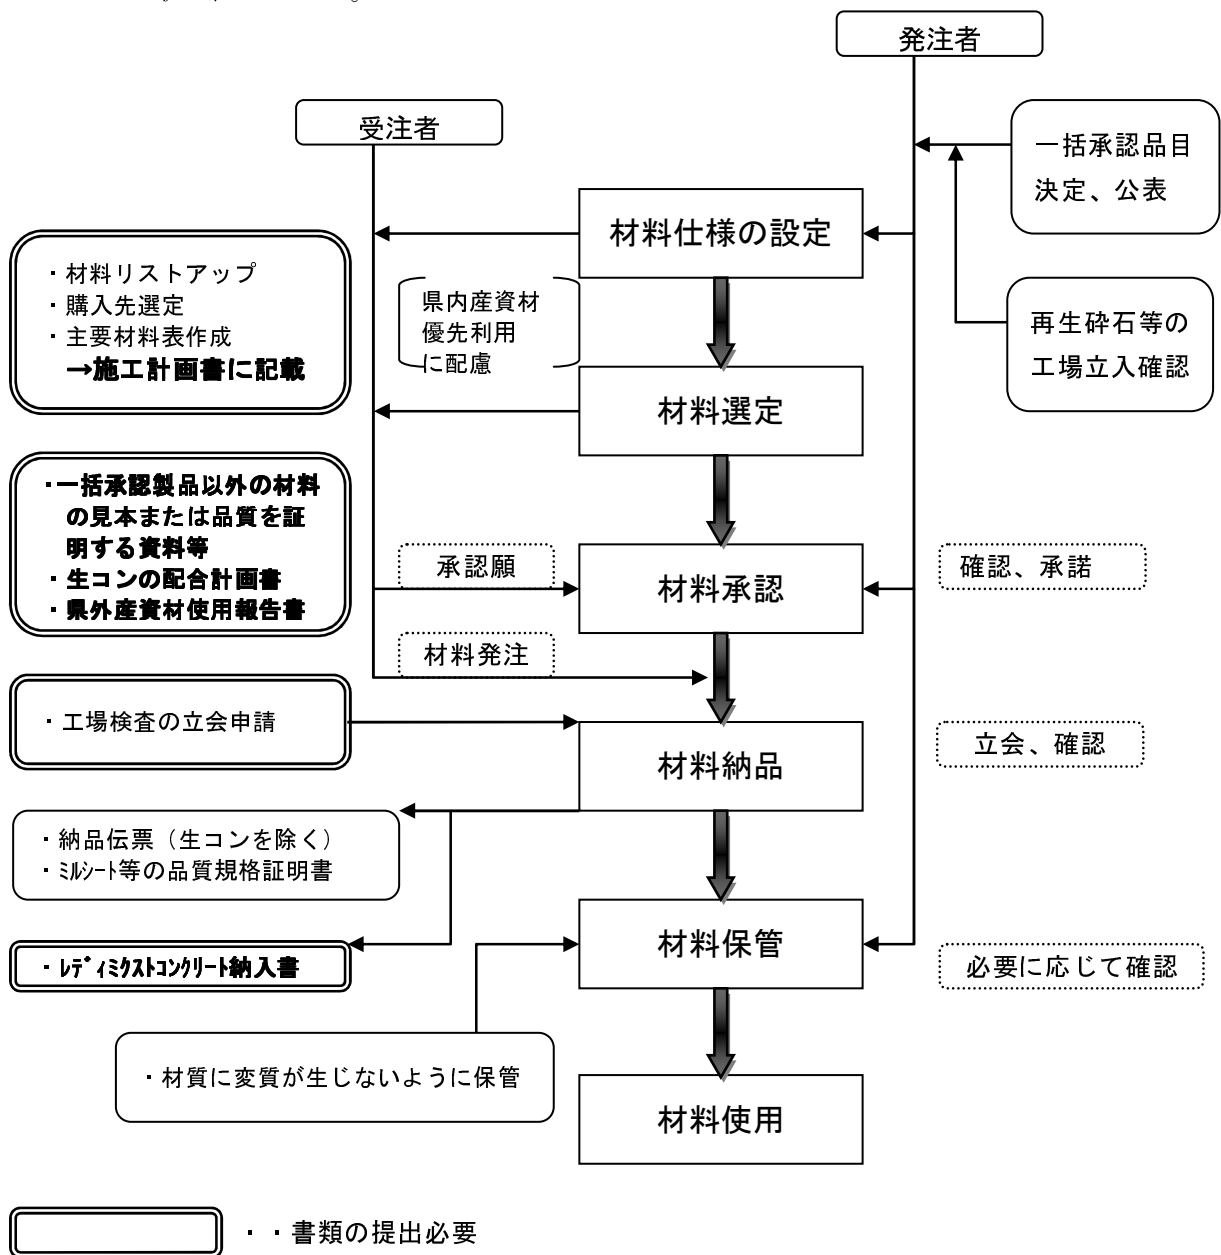 発注者
受注者
一括承認品目
決定、公表
材料仕様の設定
・材料リストアップ
・購入先選定
・主要材料表作成
→施工計画書に記載
県内産資材
優先利用
に配慮
再生砕石等の
工場立入確認
材料選定
・一括承認製品以外の材料
の見本または品質を証
明する資料等
・生コンの配合計画書
・県外産資材使用報告書
承認願
材料承認
確認、承諾
材料発注
・工場検査の立会申請
材料納品
立会、確認
・納品伝票（生コンを除く）
・ﾐﾙｼｰﾄ等の品質規格証明書
材料保管
・ﾚﾃﾞｨﾐｸｽﾄｺﾝｸﾘｰﾄ納入書
必要に応じて確認
・材質に変質が生じないように保管
材料使用
・・書類の提出必要